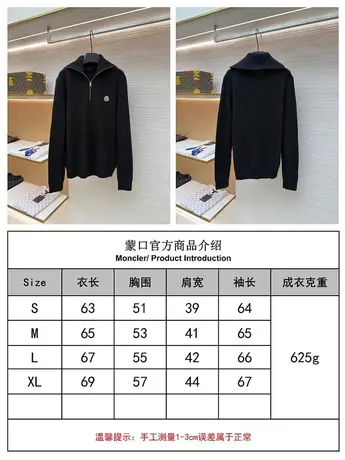 蒙口官方商品介绍
Moncler/ Product Introduction
Size 衣长 胸围 肩宽 袖长 成衣克重
S 63 51 39 64
M 65 53 41 65
L 67 55 42 66 625g
XL 69 57 44 67
温馨提示：手工测量1-3cm误差属于正常